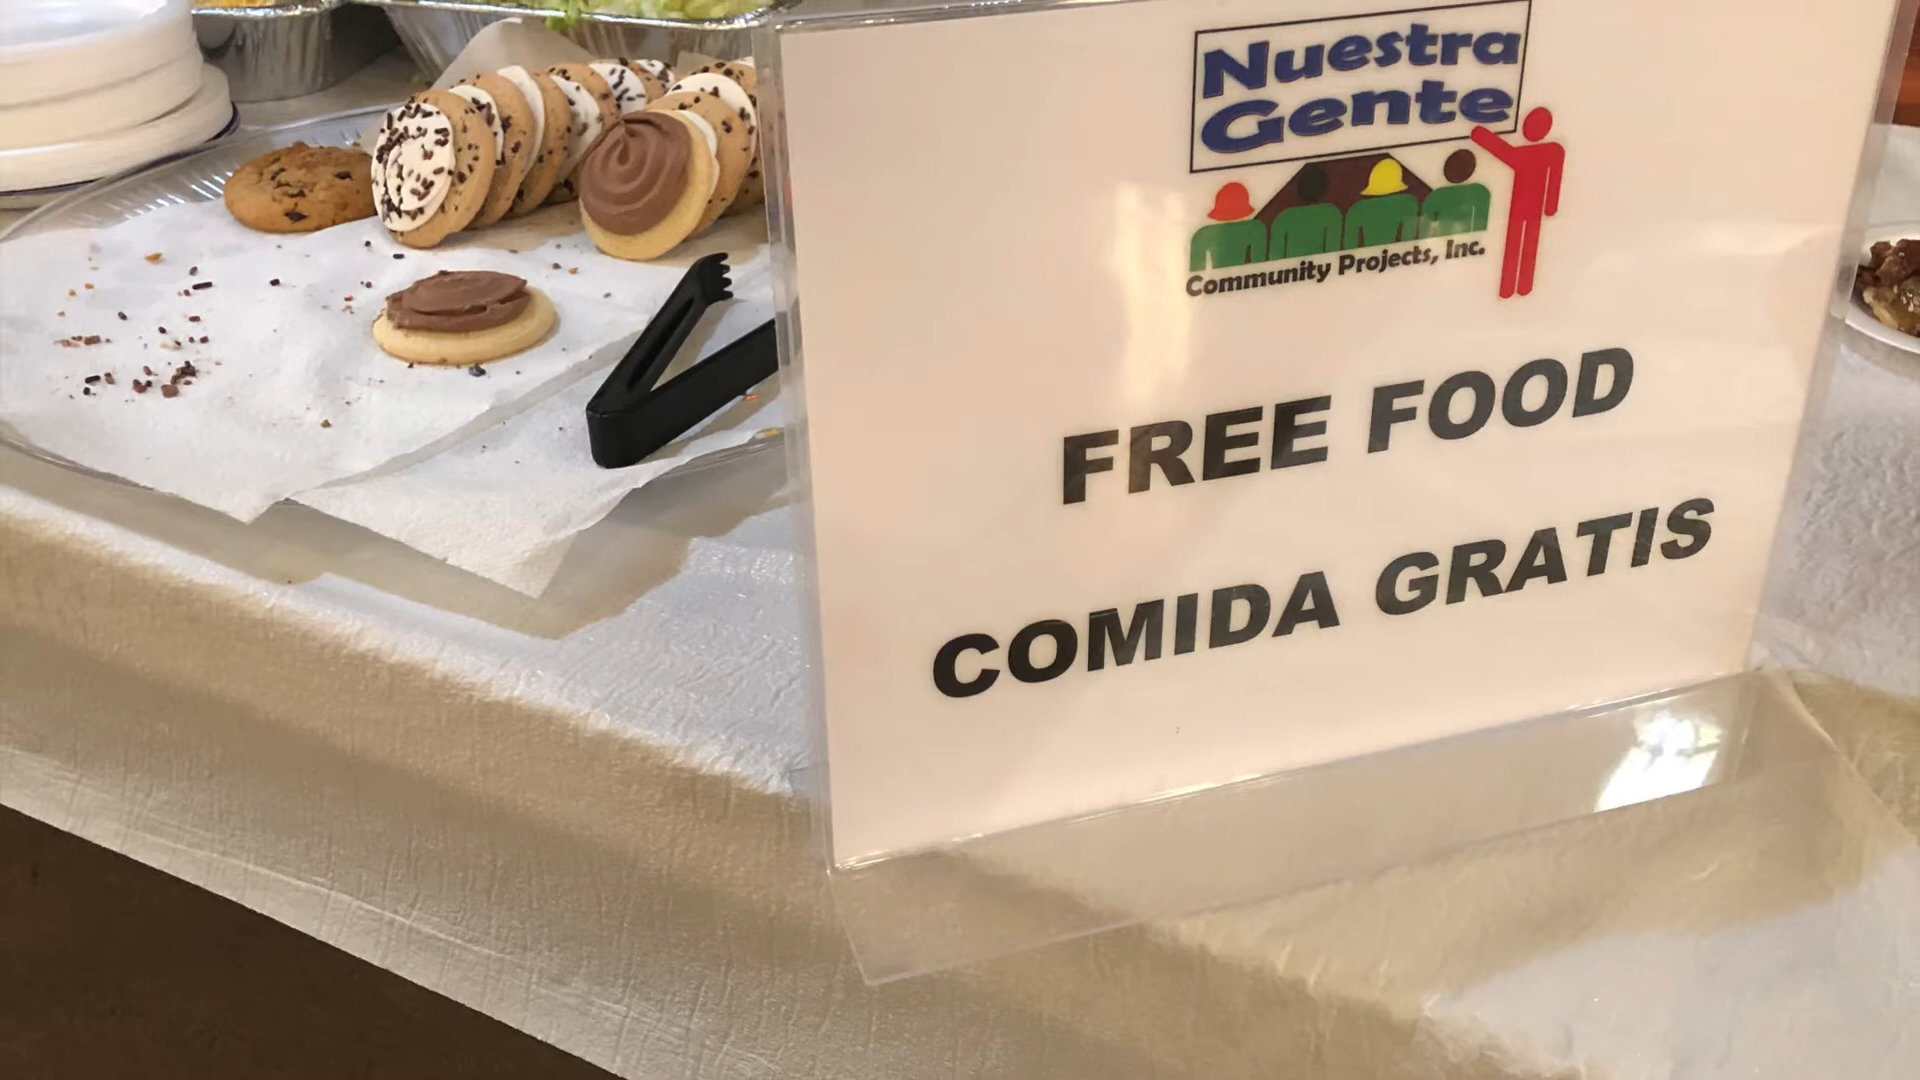 Nuestra
Gente
Community Projects, Inc.
FREE FOOD
COMIDA GRATIS